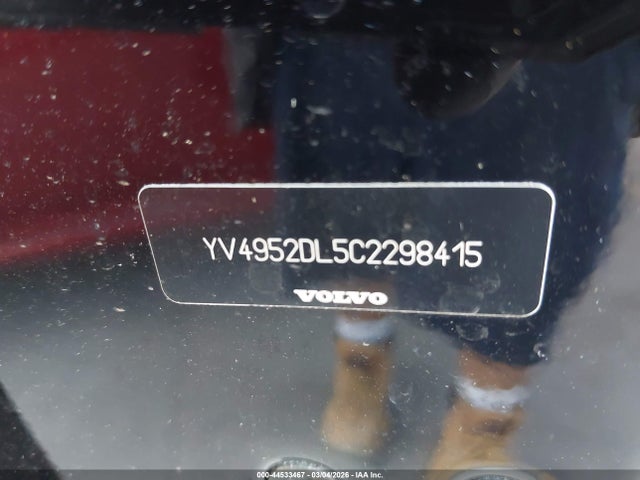 YV4952DL5C2298415
VOLVO
000-44533467 - 03/04/2026 - IAA Inc.